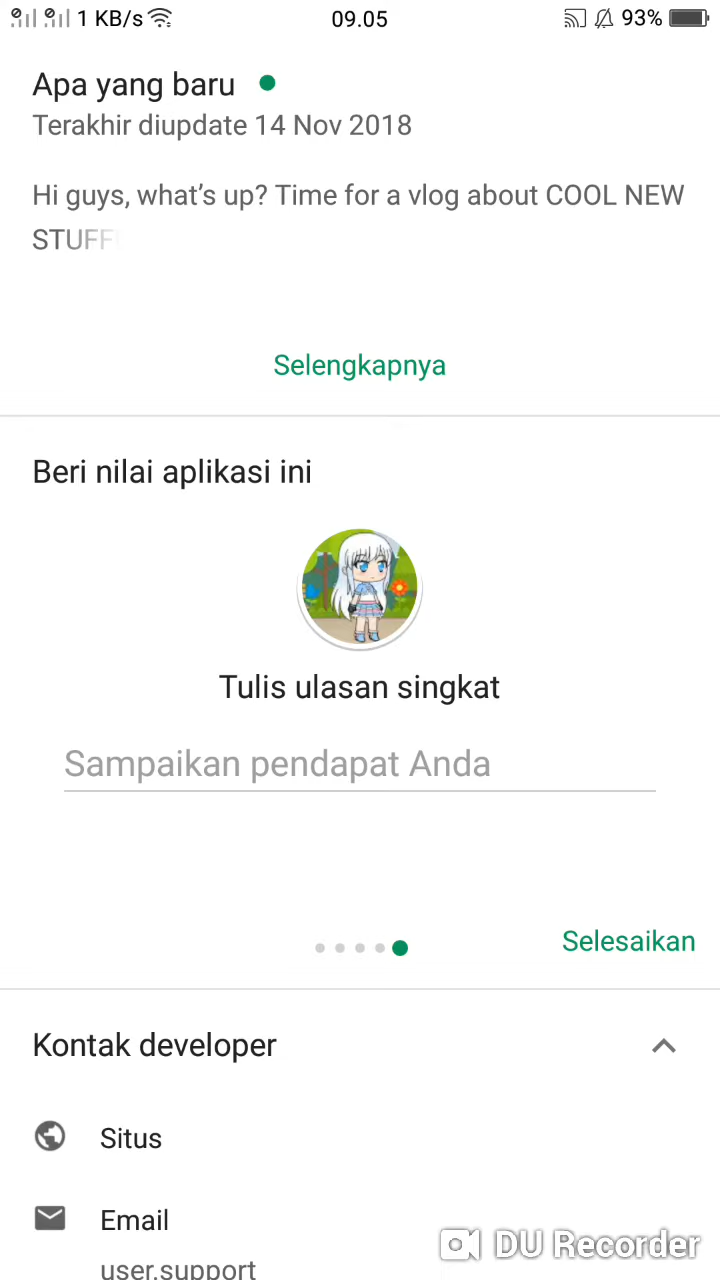 1 KB/s 09.05 93%
Apa yang baru
Terakhir diupdate 14 Nov 2018
Hi guys, what’s up? Time for a vlog about COOL NEW
STUFF
Selengkapnya
Beri nilai aplikasi ini
Tulis ulasan singkat
Sampaikan pendapat Anda
Selesaikan
Kontak developer
Situs
Email
user.support
DU Recorder